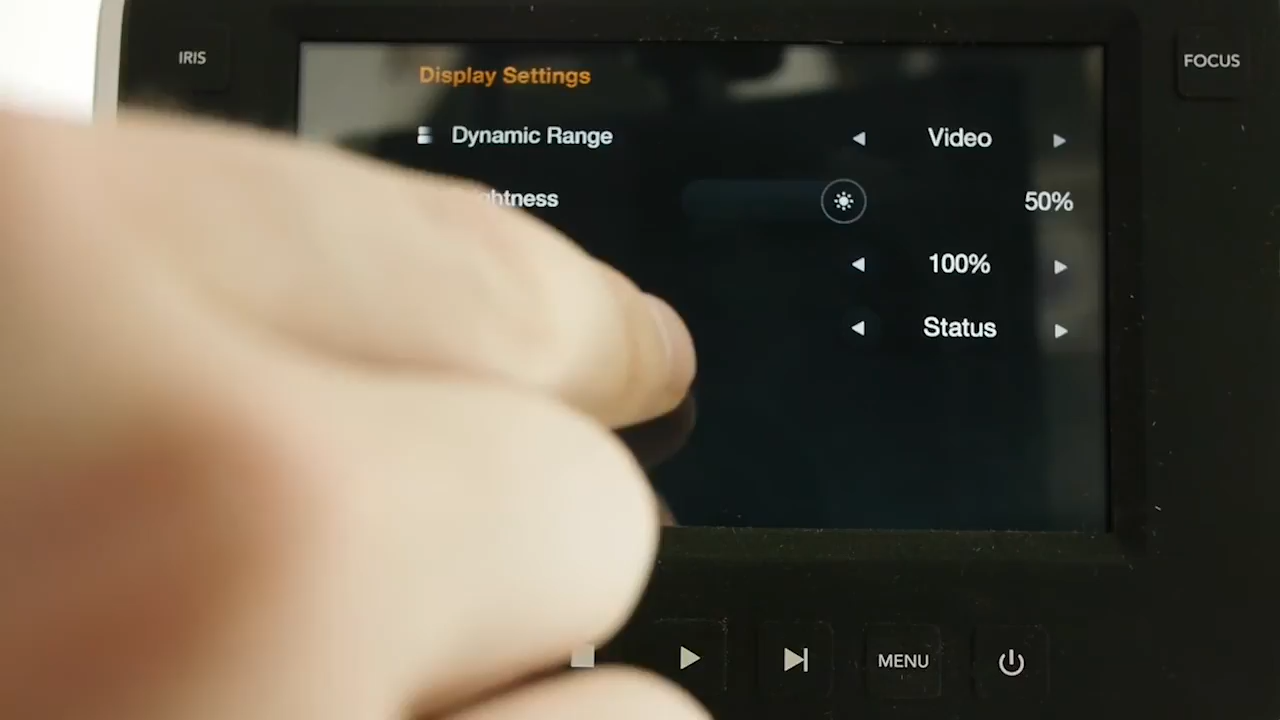 IRIS
FOCUS
Display Settings
Dynamic Range
Video
50%
100%
Status
MENU